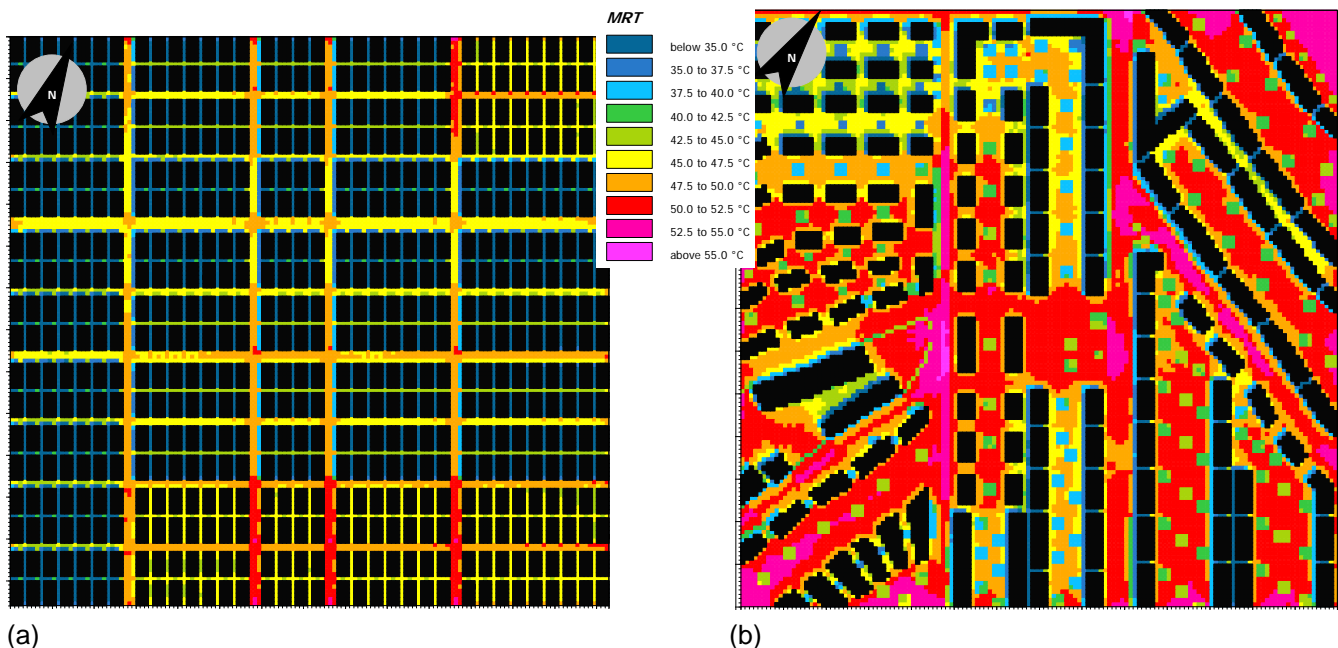 MRT
below 35.0 °C
35.0 to 37.5 °C
37.5 to 40.0 °C
40.0 to 42.5 °C
42.5 to 45.0 °C
45.0 to 47.5 °C
47.5 to 50.0 °C
50.0 to 52.5 °C
52.5 to 55.0 °C
above 55.0 °C
N
N
(a)
(b)